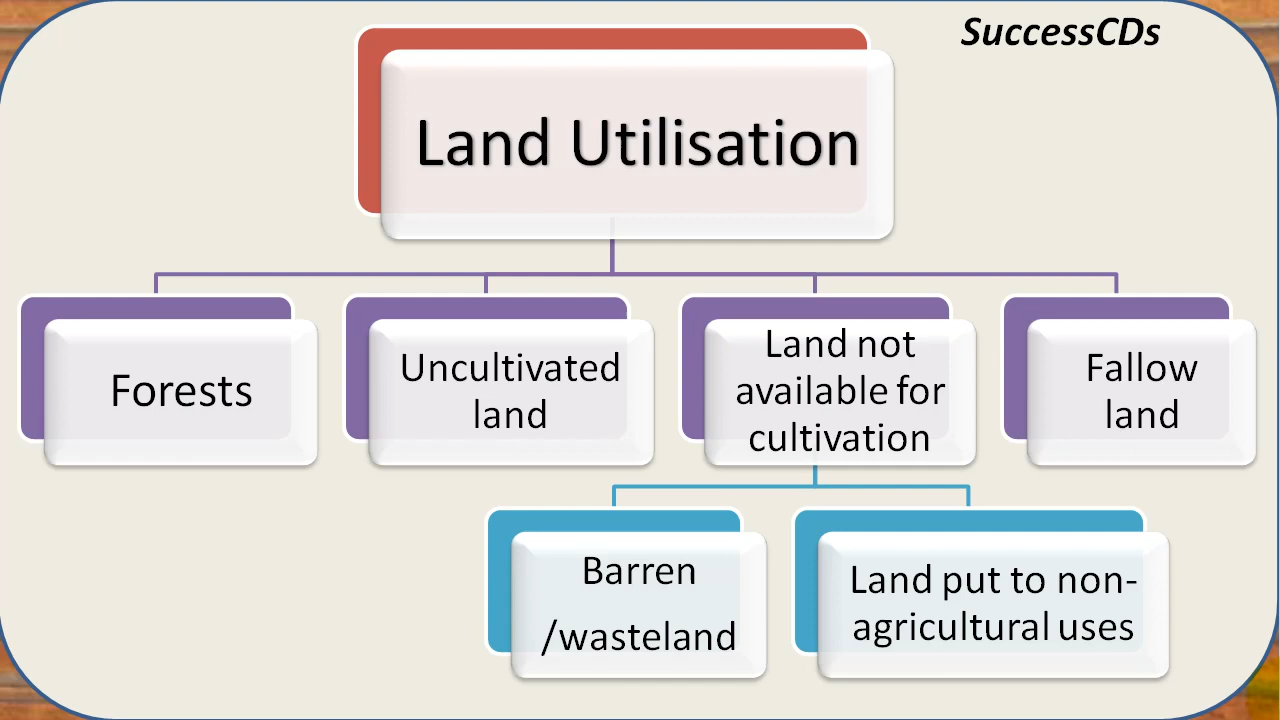 SuccessCDs
Land Utilisation
Forests
Uncultivated
land
Land not
available for
cultivation
Fallow
land
Barren
/wasteland
Land put to non-
agricultural uses